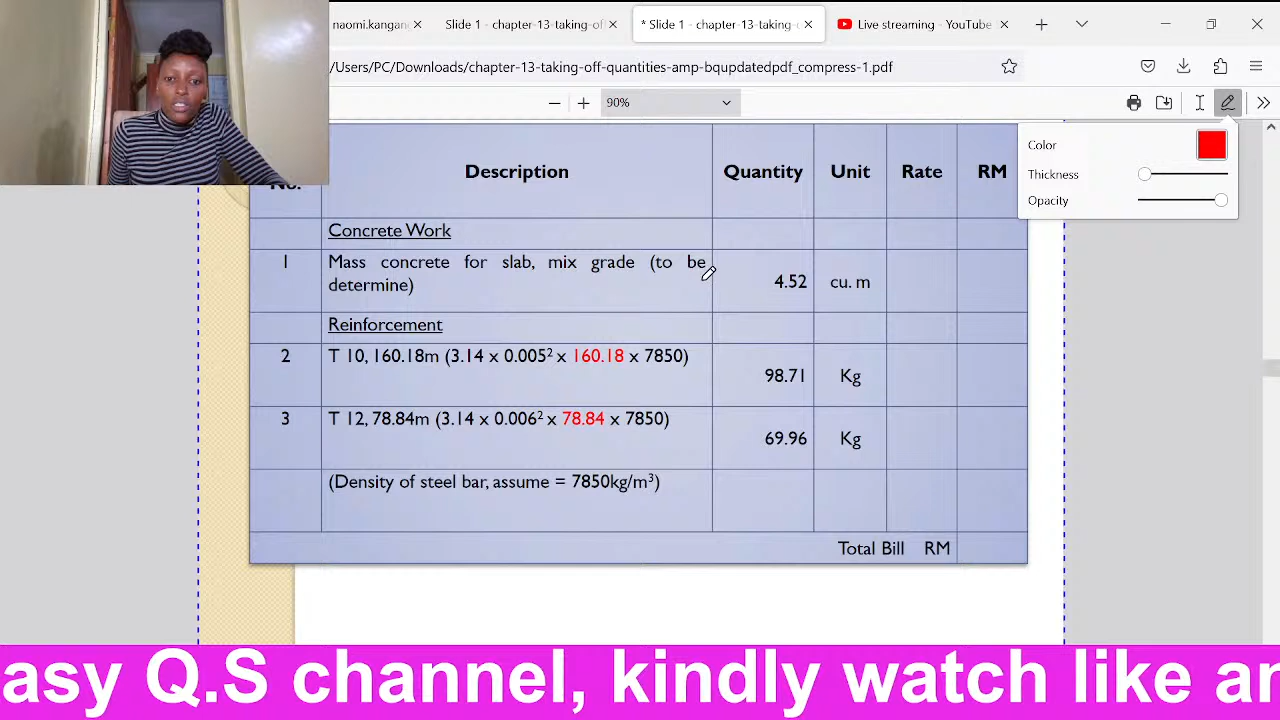 naomi.kangan
Slide 1 - chapter-13-taking-of
* Slide 1 - chapter-13-taking-
Live streaming - YouTube
/Users/PC/Downloads/chapter-13-taking-off-quantities-amp-bqupdatedpdf_compress-1.pdf
90%
Color
Thickness
Opacity
No. Description Quantity Unit Rate RM
Concrete Work
1 Mass concrete for slab, mix grade (to be
determine) 4.52 cu. m
Reinforcement
2 T 10, 160.18m (3.14 x 0.005² x 160.18 x 7850)
98.71 Kg
3 T 12, 78.84m (3.14 x 0.006² x 78.84 x 7850)
69.96 Kg
(Density of steel bar, assume = 7850kg/m³)
Total Bill RM
asy Q.S channel, kindly watch like an